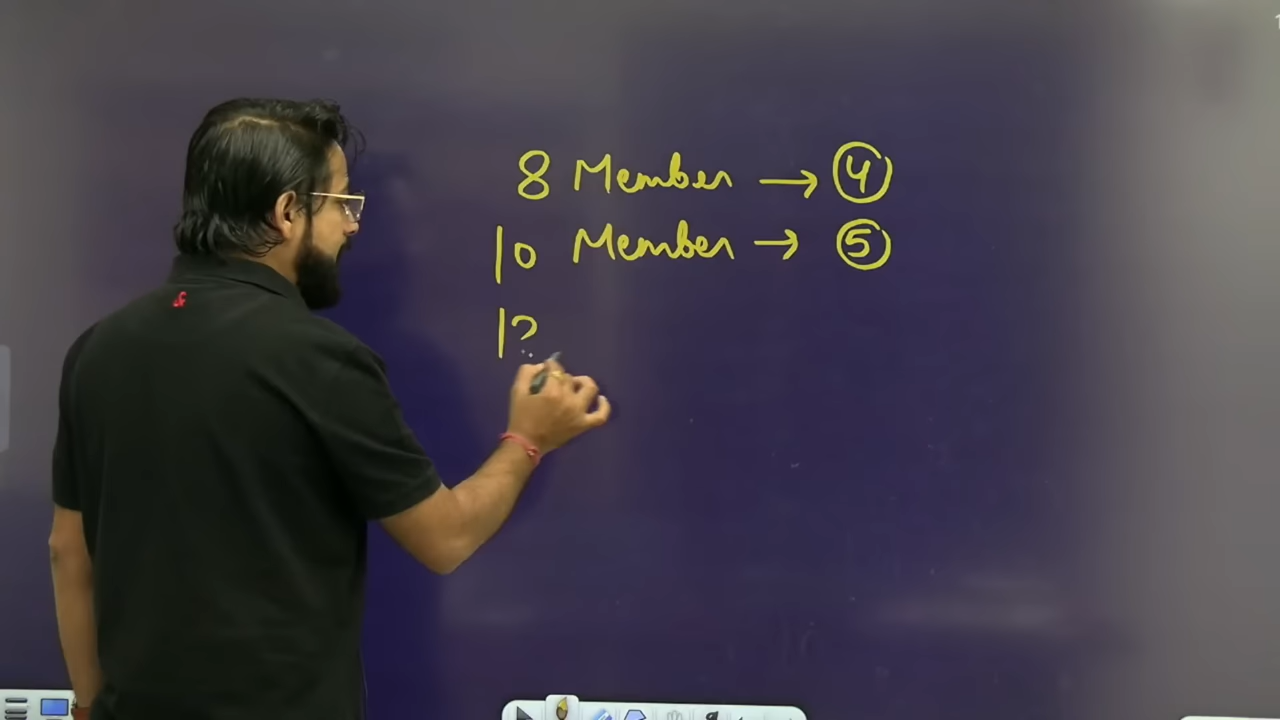 8 Member → ④
10 Member → ⑤
12